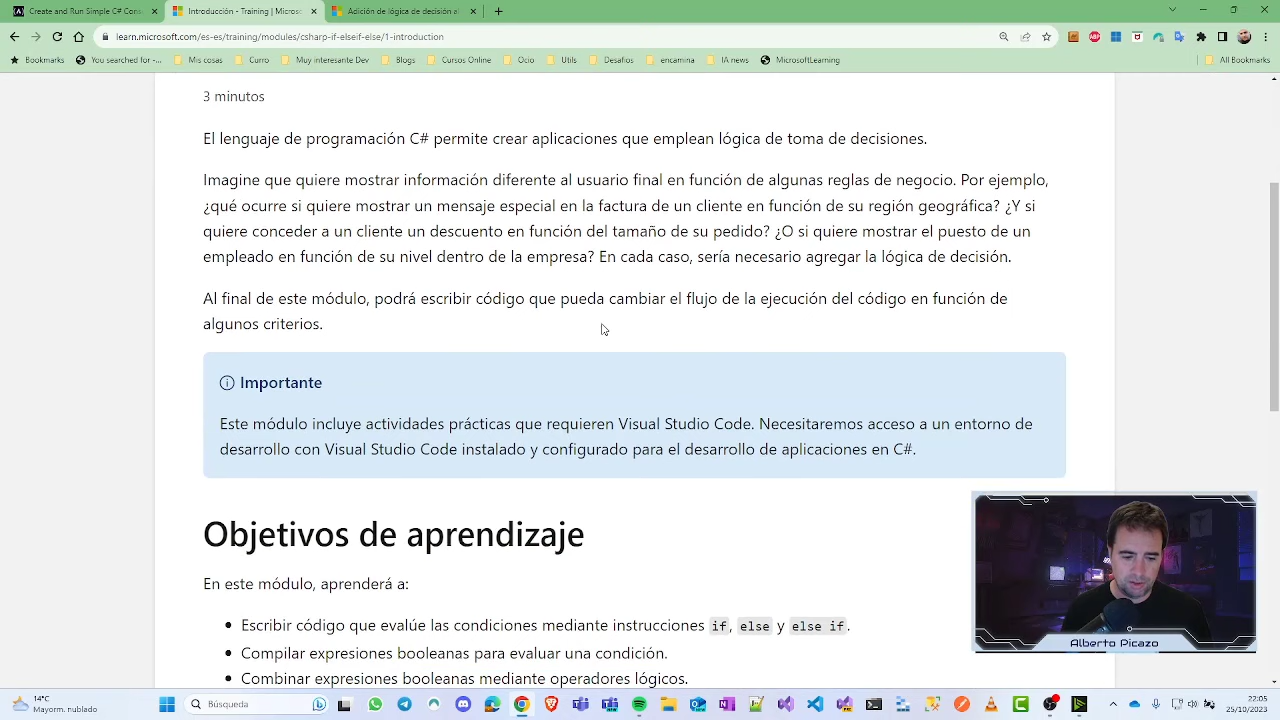 Create and Run Simple C# Cons
Introducción - Training | Micros
Adición de lógica de decisión al
learn.microsoft.com/es-es/training/modules/csharp-if-elseif-else/1-introduction
Bookmarks
You searched for -...
Mis cosas
Curro
Muy interesante Dev
Blogs
Cursos Online
Ocio
Utils
Desafios
encamina
IA news
MicrosoftLearning
All Bookmarks
3 minutos
El lenguaje de programación C# permite crear aplicaciones que emplean lógica de toma de decisiones.
Imagine que quiere mostrar información diferente al usuario final en función de algunas reglas de negocio. Por ejemplo,
¿qué ocurre si quiere mostrar un mensaje especial en la factura de un cliente en función de su región geográfica? ¿Y si
quiere conceder a un cliente un descuento en función del tamaño de su pedido? ¿O si quiere mostrar el puesto de un
empleado en función de su nivel dentro de la empresa? En cada caso, sería necesario agregar la lógica de decisión.
Al final de este módulo, podrá escribir código que pueda cambiar el flujo de la ejecución del código en función de
algunos criterios.
Importante
Este módulo incluye actividades prácticas que requieren Visual Studio Code. Necesitaremos acceso a un entorno de
desarrollo con Visual Studio Code instalado y configurado para el desarrollo de aplicaciones en C#.
Objetivos de aprendizaje
En este módulo, aprenderá a:
Escribir código que evalúe las condiciones mediante instrucciones if, else y else if.
Compilar expresiones booleanas para evaluar una condición.
Combinar expresiones booleanas mediante operadores lógicos.
Alberto Picazo
14°C
Mayorm. nublado
Búsqueda
22:05
25/10/2023